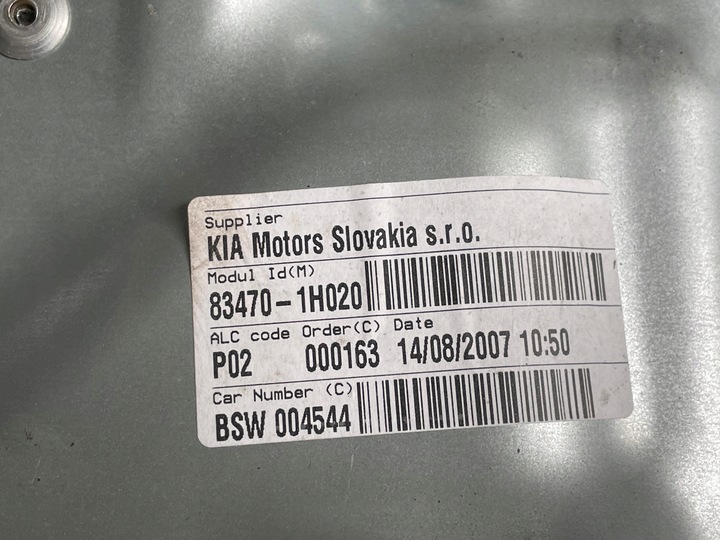 Supplier
KIA Motors Slovakia s.r.o.
Modul Id(M)
83470-1H020
ALC code Order(C) Date
P02 000163 14/08/2007 10:50
Car Number (C)
BSW 004544